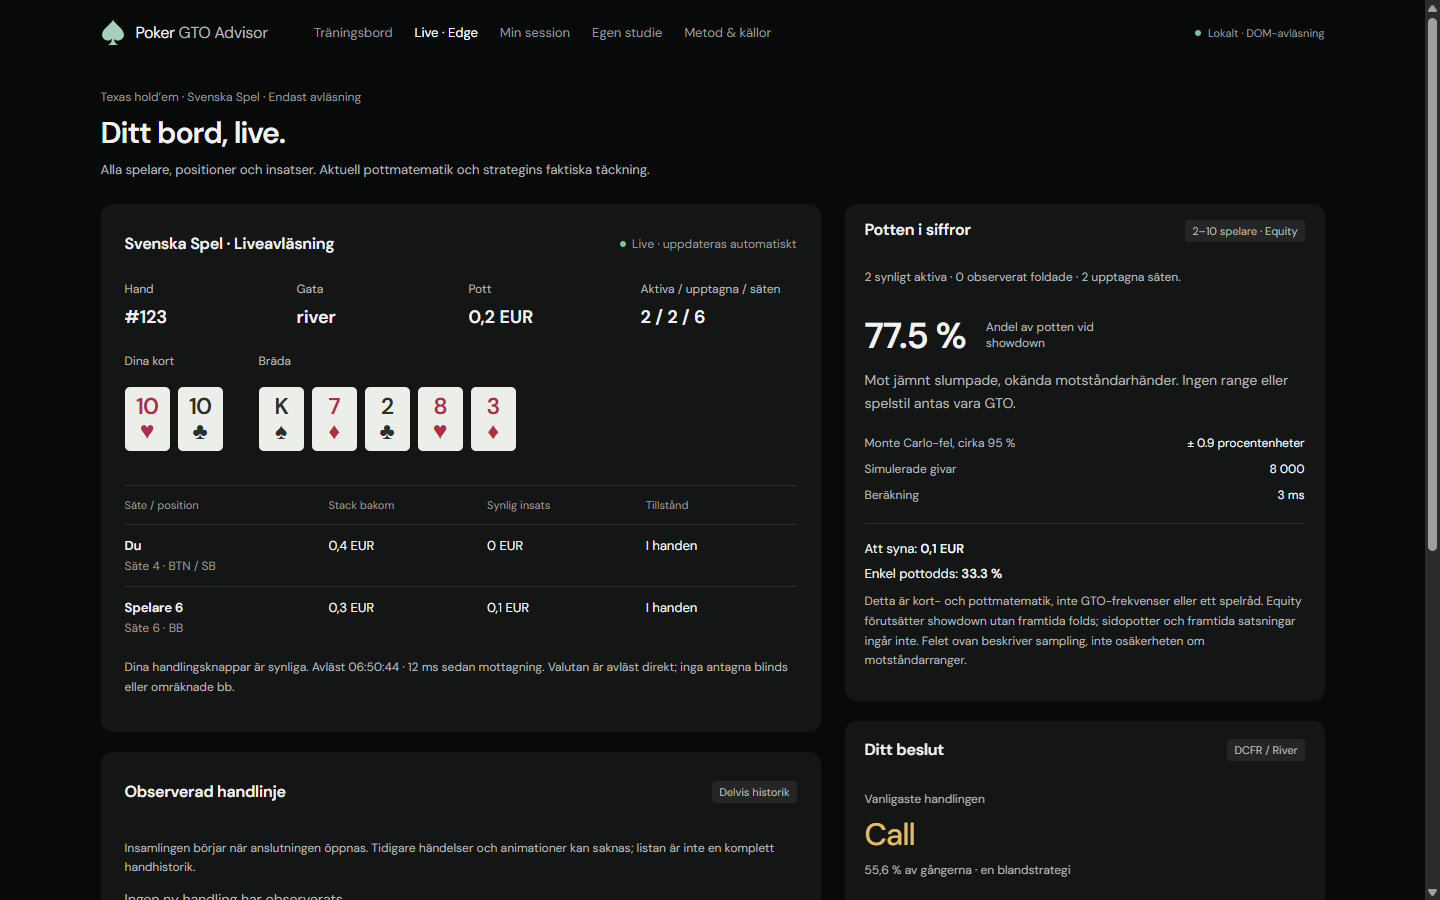 Poker GTO Advisor
Träningsbord
Live · Edge
Min session
Egen studie
Metod & källor
Lokalt · DOM-avläsning
Texas hold'em · Svenska Spel · Endast avläsning
Ditt bord, live.
Alla spelare, positioner och insatser. Aktuell pottmatematik och strategins faktiska täckning.
Svenska Spel · Liveavläsning
Live · uppdateras automatiskt
Hand
Gata
Pott
Aktiva / upptagna / säten
#123
river
0,2 EUR
2 / 2 / 6
Dina kort
Bräda
10 ♥
10 ♣
K ♠
7 ♦
2 ♣
8 ♥
3 ♦
Säte / position
Stack bakom
Synlig insats
Tillstånd
Du
0,4 EUR
0 EUR
I handen
Säte 4 · BTN / SB
Spelare 6
0,3 EUR
0,1 EUR
I handen
Säte 6 · BB
Dina handlingsknappar är synliga. Avläst 06:50:44 · 12 ms sedan mottagning. Valutan är avläst direkt; inga antagna blinds
eller omräknade bb.
Observerad handlinje
Delvis historik
Insamlingen börjar när anslutningen öppnas. Tidigare händelser och animationer kan saknas; listan är inte en komplett
handhistorik.
Ingen ny handling har observerats
Potten i siffror
2–10 spelare · Equity
2 synligt aktiva · 0 observerat foldade · 2 upptagna säten.
77.5 %
Andel av potten vid
showdown
Mot jämnt slumpade, okända motståndarhänder. Ingen range eller
spelstil antas vara GTO.
Monte Carlo-fel, cirka 95 %
± 0.9 procentenheter
Simulerade givar
8 000
Beräkning
3 ms
Att syna: 0,1 EUR
Enkel pottodds: 33.3 %
Detta är kort- och pottmatematik, inte GTO-frekvenser eller ett spelråd. Equity
förutsätter showdown utan framtida folds; sidopotter och framtida satsningar
ingår inte. Felet ovan beskriver sampling, inte osäkerheten om
motståndarranger.
Ditt beslut
DCFR / River
Vanligaste handlingen
Call
55,6 % av gångerna · en blandstrategi